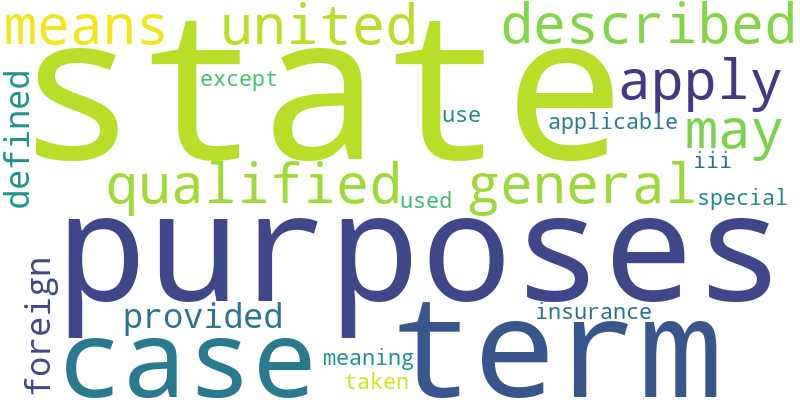 means united described
state
except
apply
use applicable
may
defined
iii
qualified general
used special
purposes
foreign
provided insurance
term
case
meaning
taken